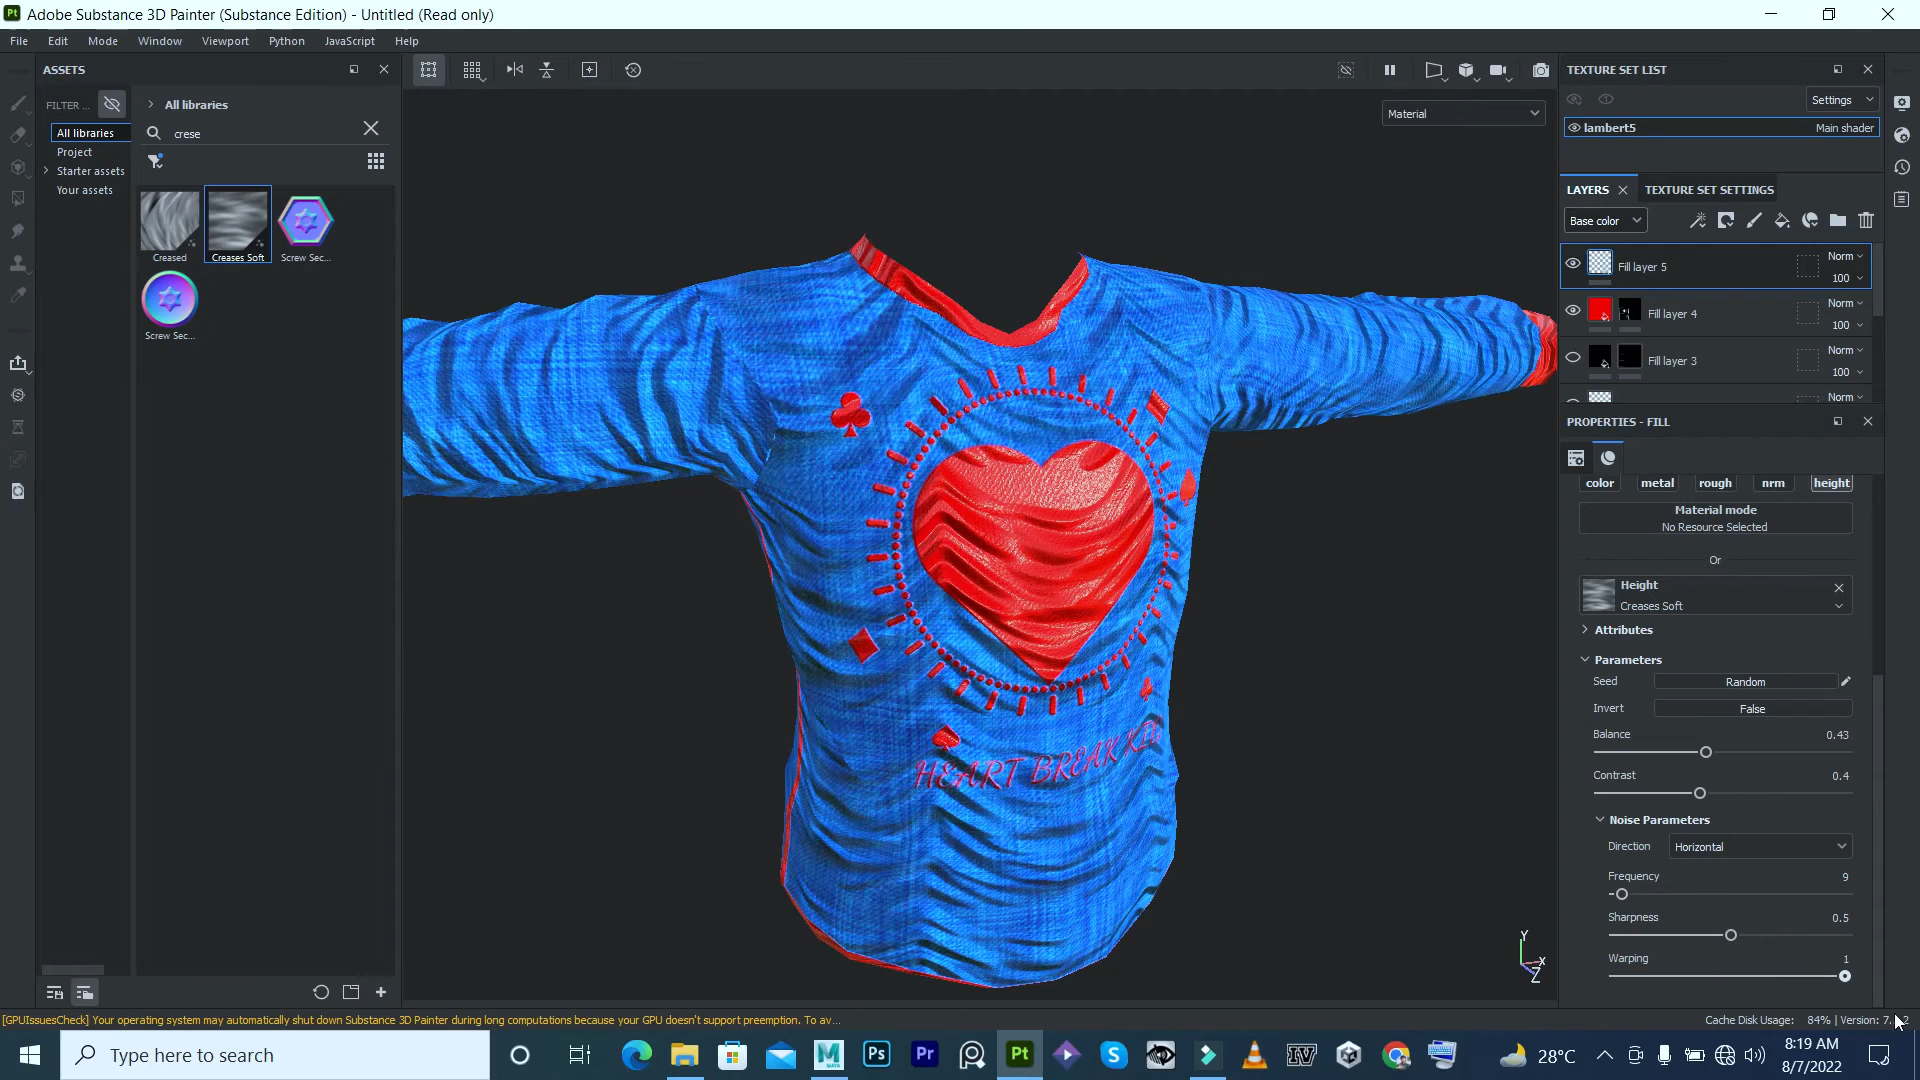 Adobe Substance 3D Painter (Substance Edition) - Untitled (Read only)
File Edit Mode Window Viewport Python JavaScript Help
ASSETS
FILTER ...
All libraries
Project
Starter assets
Your assets
All libraries
crese
Creased
Creases Soft
Screw Sec...
Screw Sec...
Material
HEART BREAK
Y
X
Z
TEXTURE SET LIST
Settings
lambert5
Main shader
LAYERS
TEXTURE SET SETTINGS
Base color
Fill layer 5
Norm
100
Fill layer 4
Norm
100
Fill layer 3
Norm
100
Norm
PROPERTIES - FILL
color metal rough nrm height
Material mode
No Resource Selected
Or
Height
Creases Soft
Attributes
Parameters
Seed
Random
Invert
False
Balance
0.43
Contrast
0.4
Noise Parameters
Direction
Horizontal
Frequency
9
Sharpness
0.5
Warping
1
[GPUIssuesCheck] Your operating system may automatically shut down Substance 3D Painter during long computations because your GPU doesn't support preemption. To av...
Cache Disk Usage: 84% | Version: 7.
Type here to search
28°C
8:19 AM
8/7/2022